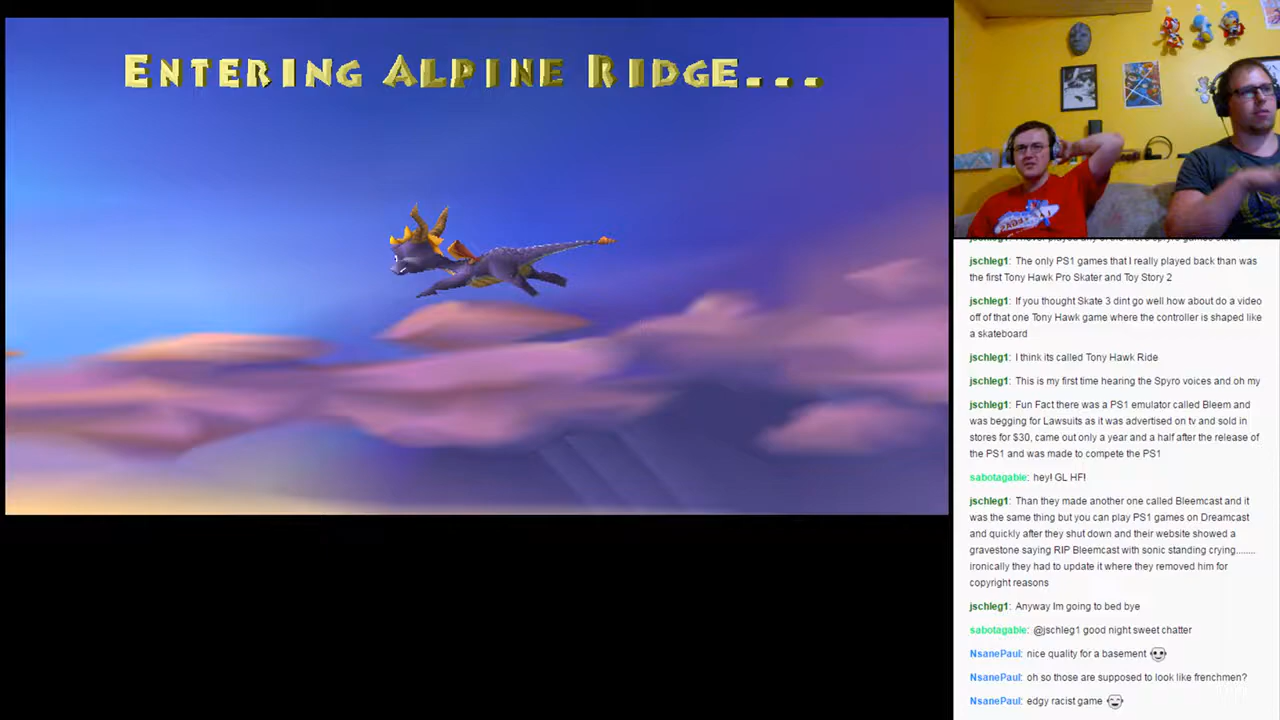 ENTERING ALPINE RIDGE...
jschleg1: The only PS1 games that I really played back than was
the first Tony Hawk Pro Skater and Toy Story 2
jschleg1: If you thought Skate 3 dint go well how about do a video
off of that one Tony Hawk game where the controller is shaped like
a skateboard
jschleg1: I think its called Tony Hawk Ride
jschleg1: This is my first time hearing the Spyro voices and oh my
jschleg1: Fun Fact there was a PS1 emulator called Bleem and
was begging for Lawsuits as it was advertised on tv and sold in
stores for $30, came out only a year and a half after the release of
the PS1 and was made to compete the PS1
sabotagable: hey! GL HF!
jschleg1: Than they made another one called Bleemcast and it
was the same thing but you can play PS1 games on Dreamcast
and quickly after they shut down and their website showed a
gravestone saying RIP Bleemcast with sonic standing crying........
ironically they had to update it where they removed him for
copyright reasons
jschleg1: Anyway Im going to bed bye
sabotagable: @jschleg1 good night sweet chatter
NsanePaul: nice quality for a basement
NsanePaul: oh so those are supposed to look like frenchmen?
NsanePaul: edgy racist game